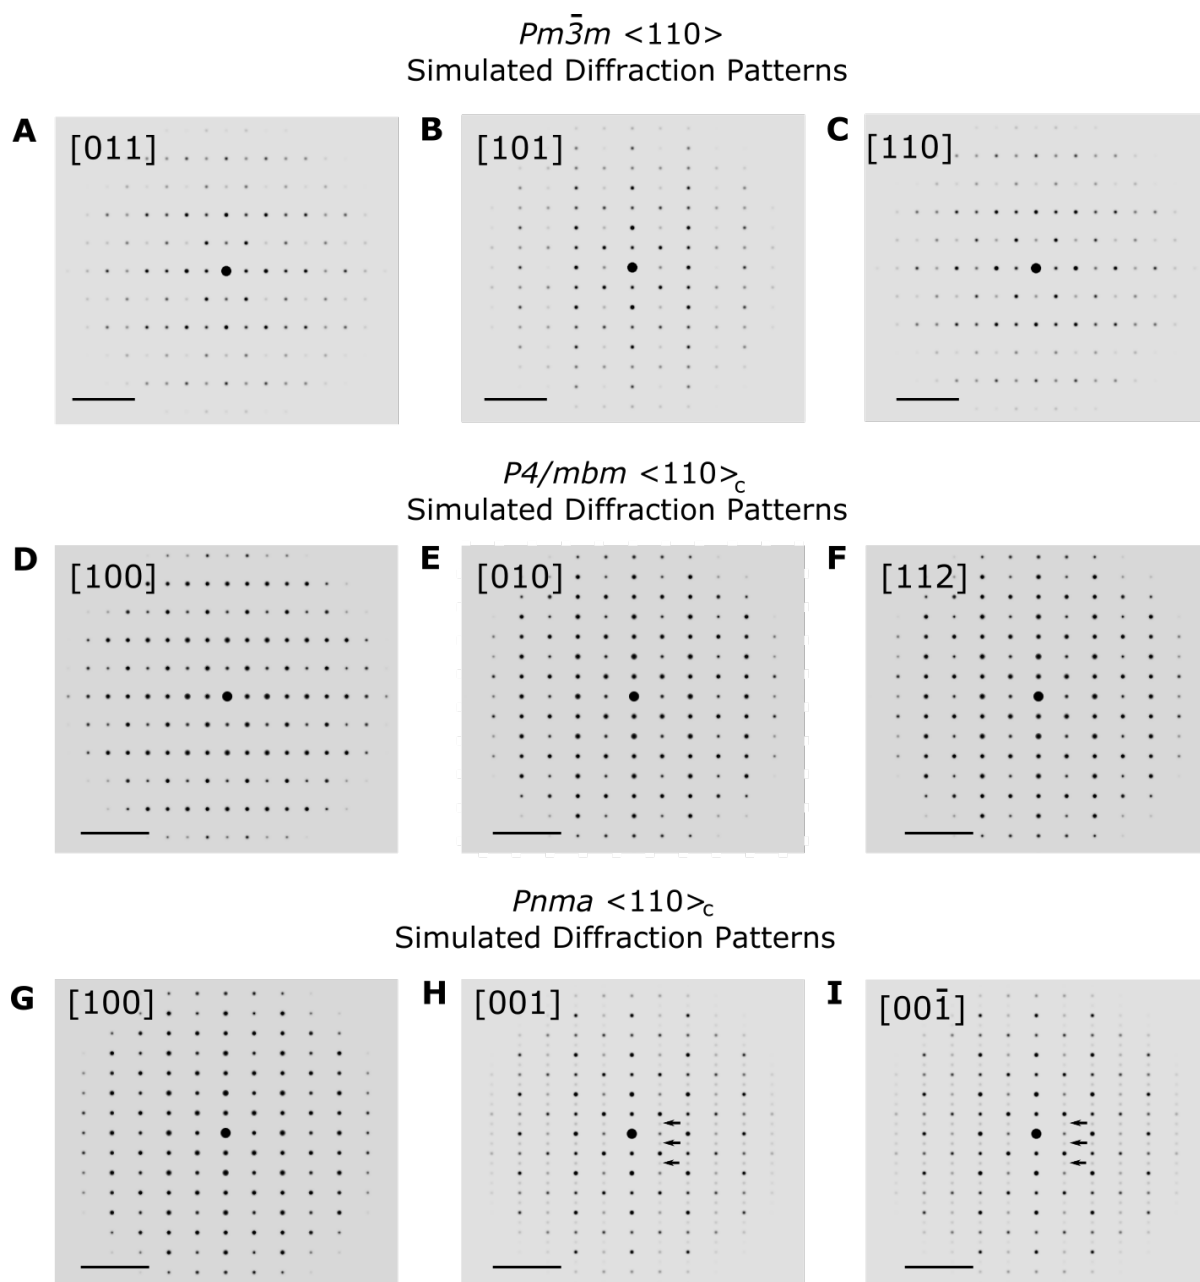 Pm3̄m <110>
Simulated Diffraction Patterns
A [011] B [101] C [110]
P4/mbm <110>c
Simulated Diffraction Patterns
D [100] E [010] F [112]
Pnma <110>c
Simulated Diffraction Patterns
G [100] H [001] I [001̄]